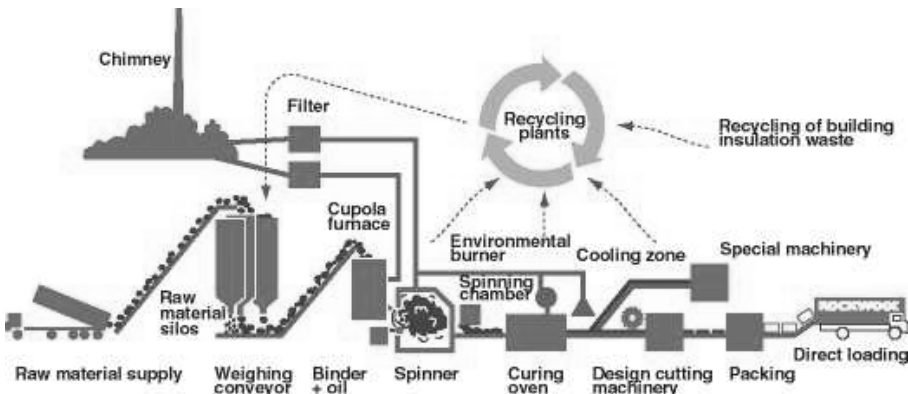 Chimney
Filter
Recycling
plants
Recycling of building
insulation waste
Cupola
furnace
Environmental
burner
Cooling zone
Special machinery
Spinning
chamber
Raw
material
silos
ROCKWOOL
Direct loading
Raw material supply
Weighing
conveyor
Binder
+ oil
Spinner
Curing
oven
Design cutting
machinery
Packing